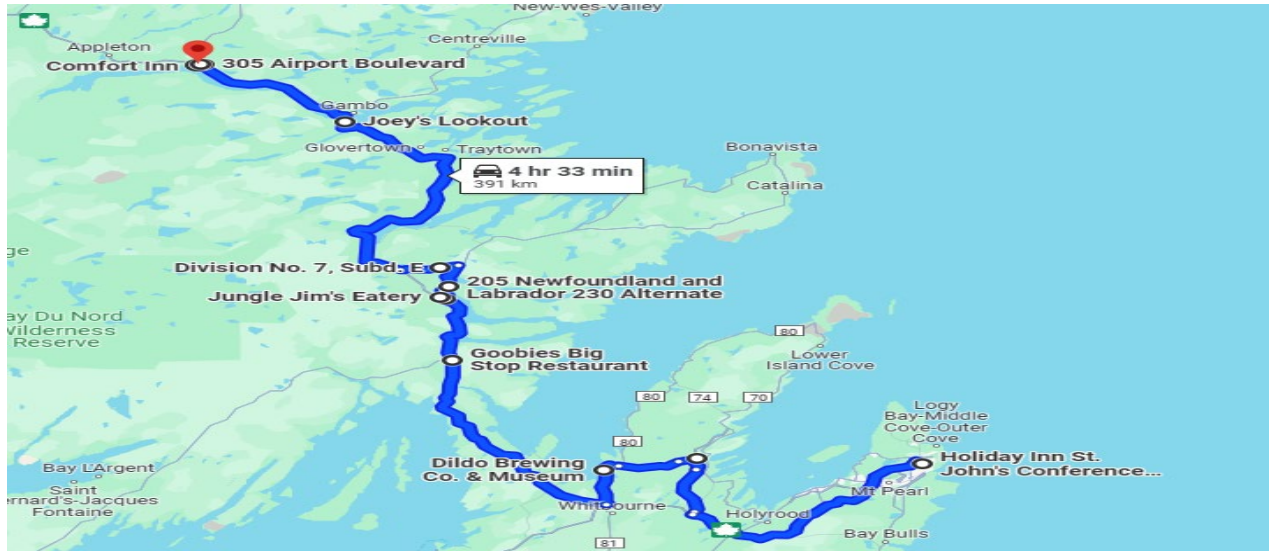 New-Wes-Valley
Appleton
Centreville
Comfort Inn
305 Airport Boulevard
Gambo
Joey's Lookout
Glovertown
Traytown
Bonavista
4 hr 33 min
391 km
Catalina
ge
Division No. 7, Subd. E
205 Newfoundland and
Labrador 230 Alternate
Jungle Jim's Eatery
ay Du Nord
Wilderness
Reserve
80
Goobies Big
Stop Restaurant
Lower
Island Cove
80
74
70
Logy
Bay-Middle
Cove-Outer
Cove
80
Dildo Brewing
Co. & Museum
Holiday Inn St.
John's Conference...
Bay L'Argent
Saint
ernard's-Jacques
Fontaine
Mt Pearl
Whitbourne
Holyrood
Bay Bulls
81